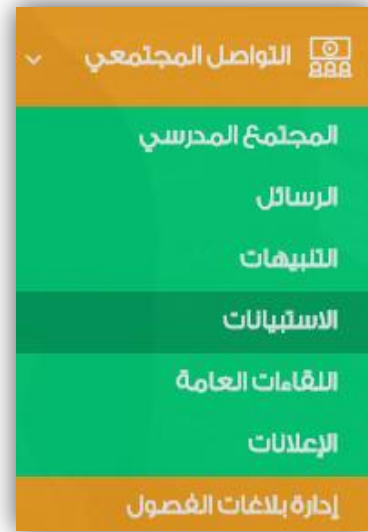 التواصل المجتمعي
المجتمع المدرسي
الرسائل
التنبيهات
الاستبيانات
اللقاءات العامة
الإعلانات
إدارة بلاغات الفصول